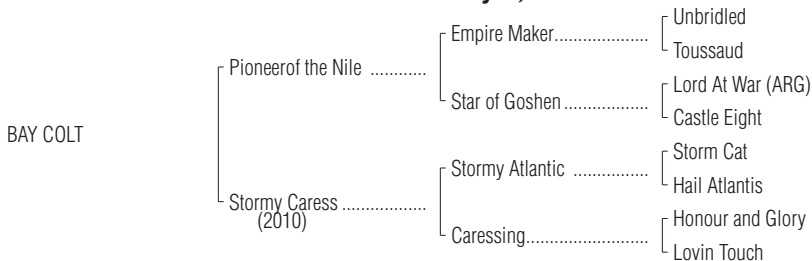 Unbridled
Empire Maker.....................
Toussaud
Pioneerof the Nile ............
Lord At War (ARG)
Star of Goshen ...................
Castle Eight
BAY COLT
Storm Cat
Stormy Atlantic .................
Hail Atlantis
Stormy Caress ...................
(2010)
Honour and Glory
Caressing...........................
Lovin Touch